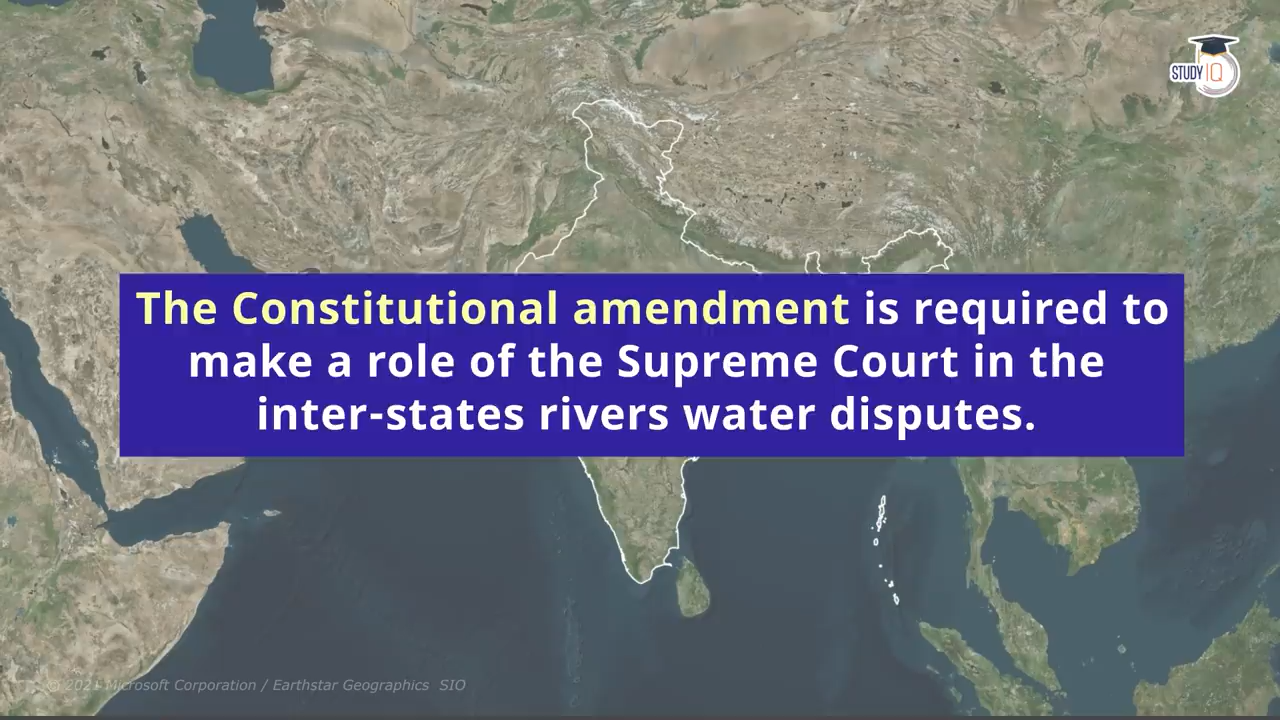 STUDY IQ
The Constitutional amendment is required to
make a role of the Supreme Court in the
inter-states rivers water disputes.
© 2021 Microsoft Corporation / Earthstar Geographics SIO